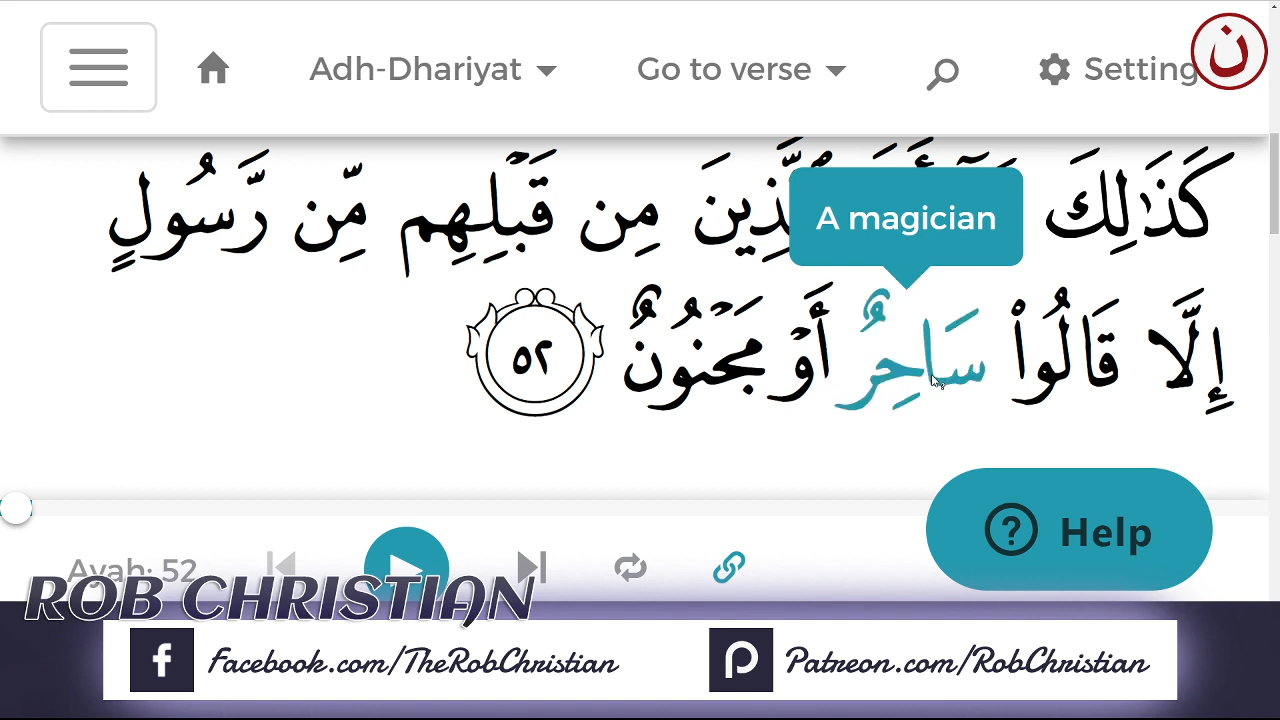 Adh-Dhariyat
Go to verse
Setting
ن
كَذَٰلِكَ
ٱلَّذِينَ مِن قَبۡلِهِم مِّن رَّسُولٍ
A magician
إِلَّا قَالُواْ سَاحِرٌ أَوۡ مَجۡنُونٌ ٥٢
Help
Ayah: 52
ROB CHRISTIAN
Facebook.com/TheRobChristian
Patreon.com/RobChristian